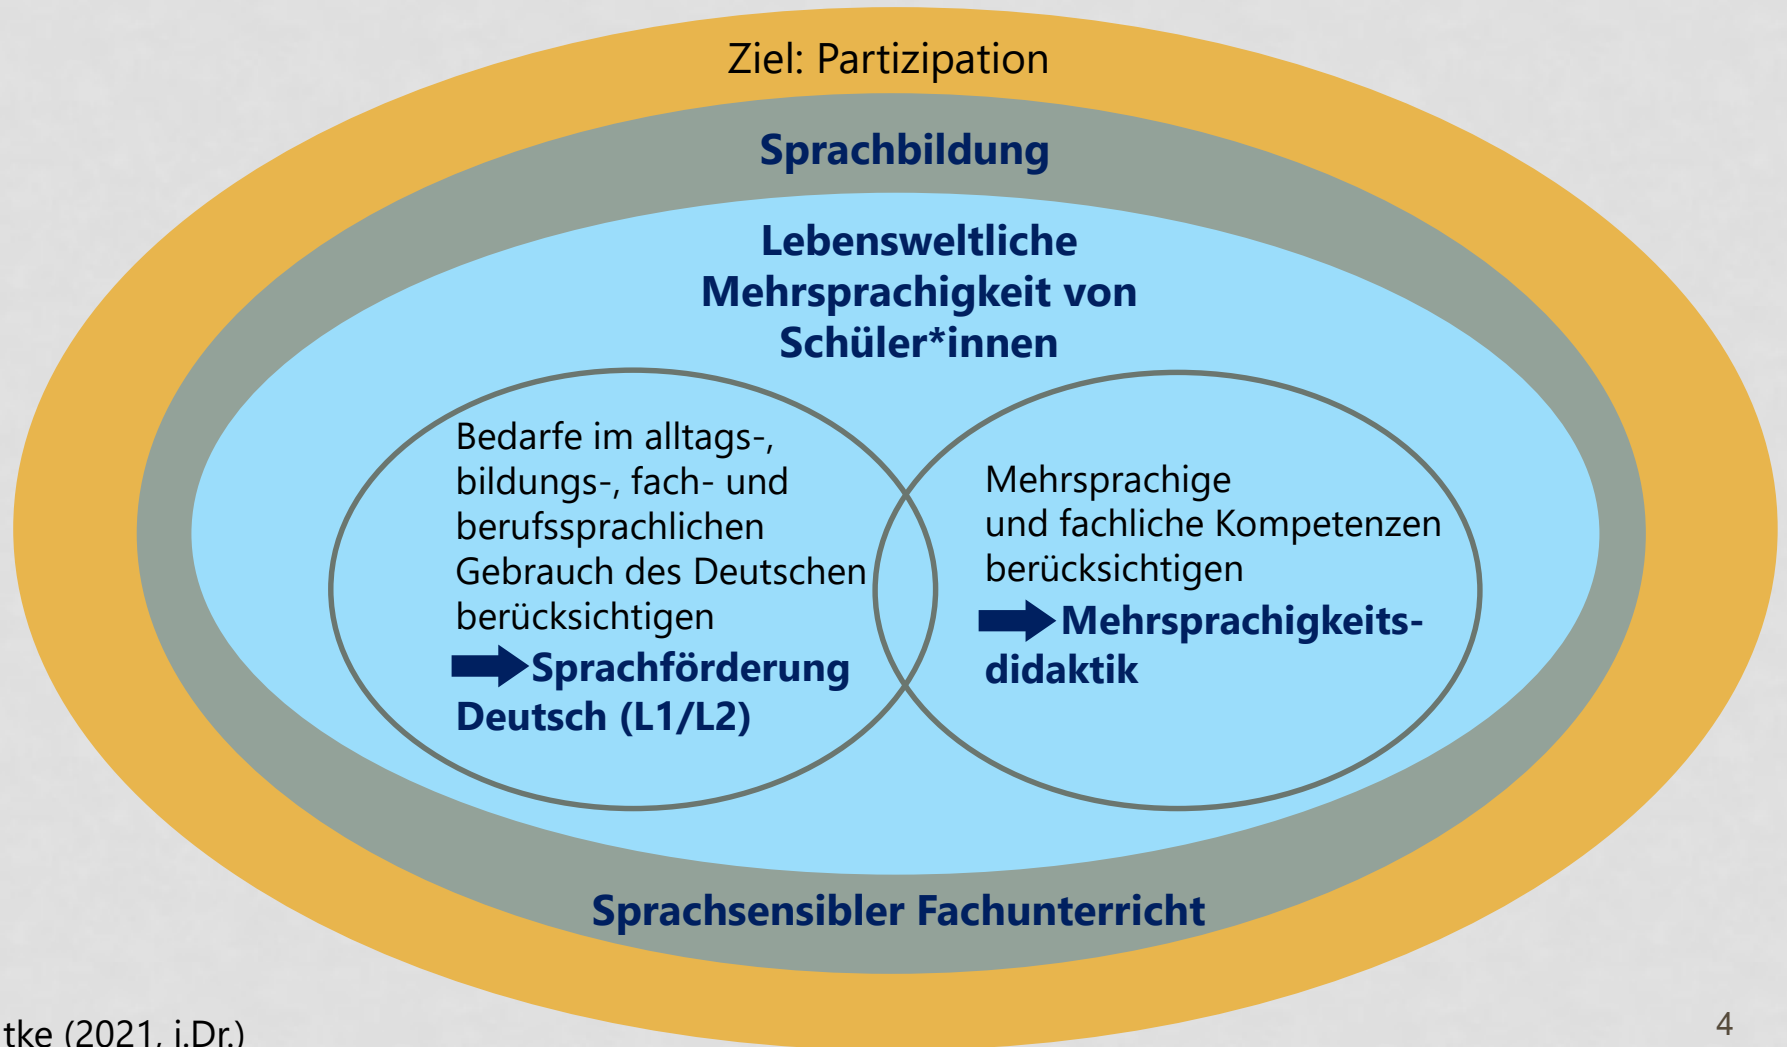 Ziel: Partizipation
Sprachbildung
Lebensweltliche
Mehrsprachigkeit von
Schüler*innen
Bedarfe im alltags-,
bildungs-, fach- und
berufssprachlichen
Gebrauch des Deutschen
berücksichtigen
Sprachförderung
Deutsch (L1/L2)
Mehrsprachige
und fachliche Kompetenzen
berücksichtigen
Mehrsprachigkeits-
didaktik
Sprachsensibler Fachunterricht
tke (2021, i.Dr.)
4